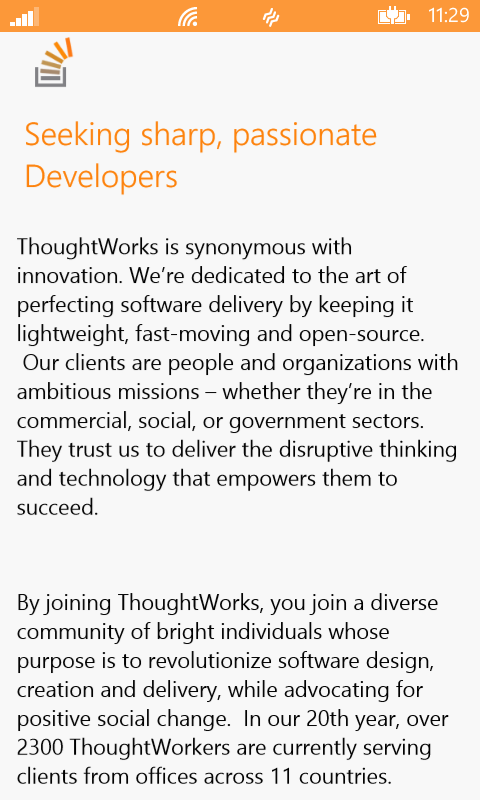 11:29
Seeking sharp, passionate
Developers
ThoughtWorks is synonymous with
innovation. We’re dedicated to the art of
perfecting software delivery by keeping it
lightweight, fast-moving and open-source.
Our clients are people and organizations with
ambitious missions – whether they’re in the
commercial, social, or government sectors.
They trust us to deliver the disruptive thinking
and technology that empowers them to
succeed.
By joining ThoughtWorks, you join a diverse
community of bright individuals whose
purpose is to revolutionize software design,
creation and delivery, while advocating for
positive social change.  In our 20th year, over
2300 ThoughtWorkers are currently serving
clients from offices across 11 countries.